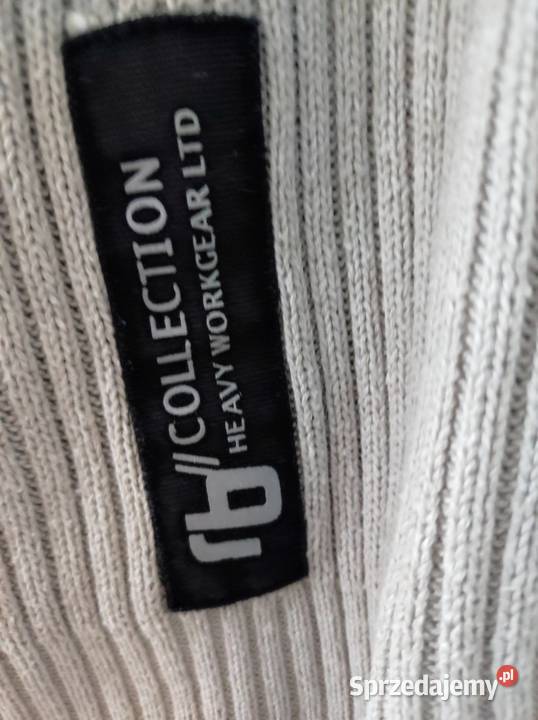 rb//COLLECTION
HEAVY WORKGEAR LTD
Sprzedajemy.pl